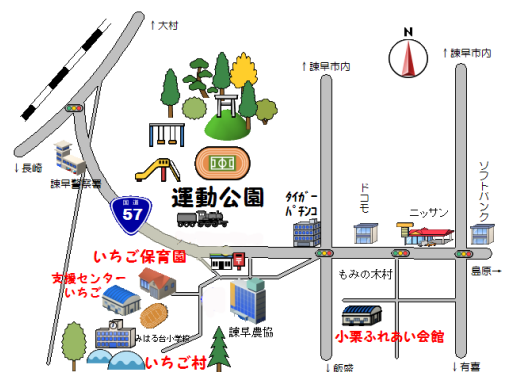 ↑大村
N
↑諫早市内
↑諫早市内
↓長崎
諫早警察署
国道
57
運動公園
タイガー
パチンコ
ドコモ
ニッサン
ソフトバンク
いちご保育園
支援センター
いちご
もみの木村
島原→
みはる台小学校
諫早農協
小栗ふれあい会館
いちご村
↓飯盛
↓有喜